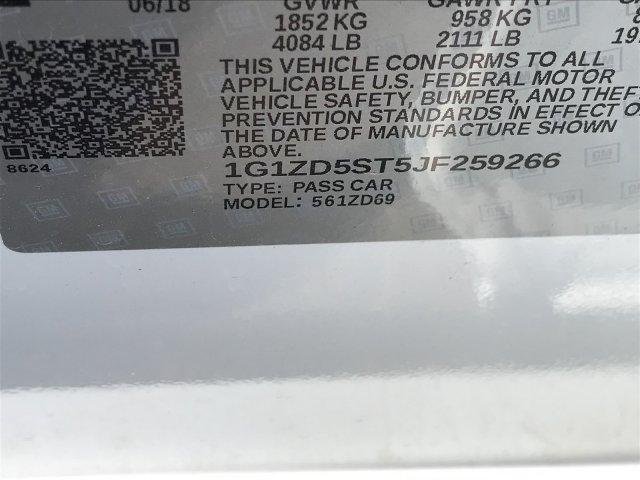 06/18 GVWR GAWR FRT
1852 KG 958 KG
4084 LB 2111 LB
THIS VEHICLE CONFORMS TO ALL
APPLICABLE U.S. FEDERAL MOTOR
VEHICLE SAFETY, BUMPER, AND THEFT
PREVENTION STANDARDS IN EFFECT O
THE DATE OF MANUFACTURE SHOWN
ABOVE.
8624
1G1ZD5ST5JF259266
TYPE: PASS CAR
MODEL: 561ZD69